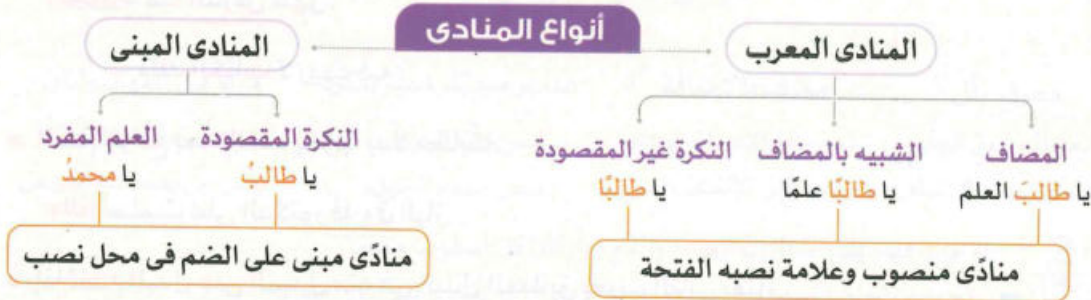 أنواع المنادى
المنادى المعرب
المنادى المبنى
المضاف
الشبيه بالمضاف
النكرة غير المقصودة
النكرة المقصودة
العلم المفرد
يا طالبَ العلم
يا طالبًا علمًا
يا طالبًا
يا طالبُ
يا محمدُ
منادًى منصوب وعلامة نصبه الفتحة
منادًى مبنى على الضم فى محل نصب